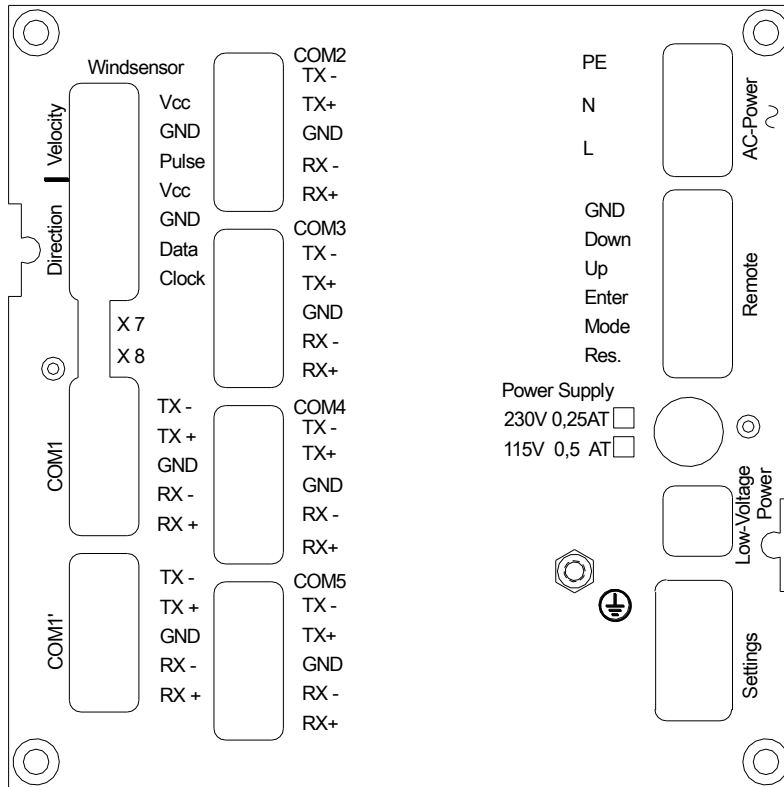 Windsensor
Velocity
Direction
Vcc
GND
Pulse
Vcc
GND
Data
Clock
X 7
X 8
COM1
TX -
TX +
GND
RX -
RX +
COM1'
TX -
TX +
GND
RX -
RX +
COM2
TX -
TX+
GND
RX -
RX+
COM3
TX -
TX+
GND
RX -
RX+
COM4
TX -
TX+
GND
RX -
RX+
COM5
TX -
TX+
GND
RX -
RX+
PE
N
L
AC-Power
GND
Down
Up
Enter
Mode
Res.
Remote
Power Supply
230V 0,25AT
115V 0,5 AT
Low-Voltage
Power
Settings